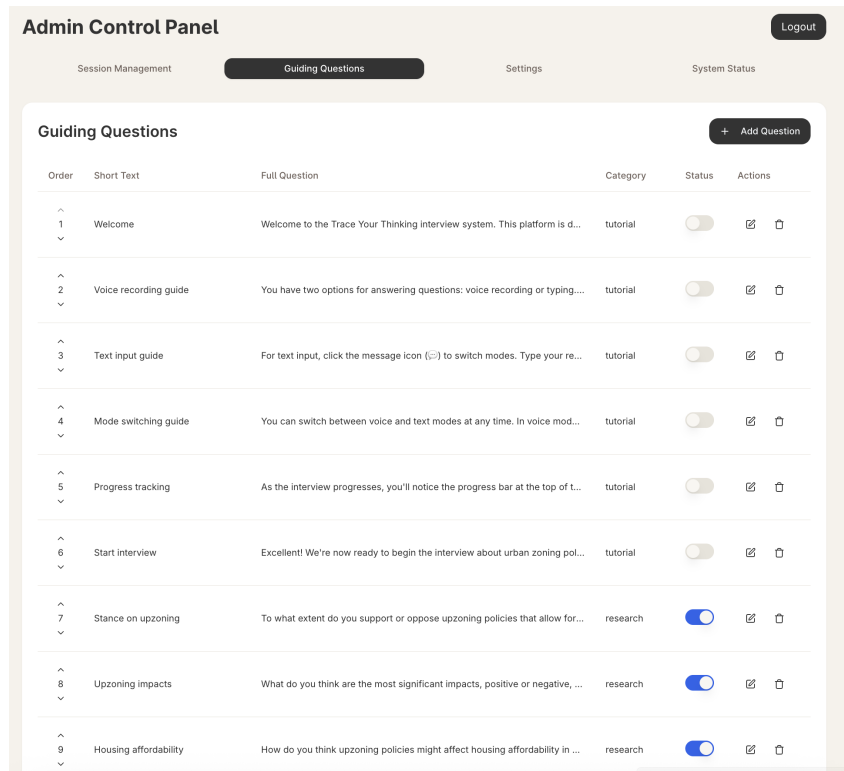 Admin Control Panel
Logout
Session Management Guiding Questions Settings System Status
Guiding Questions
+ Add Question
Order Short Text Full Question Category Status Actions
1 Welcome Welcome to the Trace Your Thinking interview system. This platform is d... tutorial
2 Voice recording guide You have two options for answering questions: voice recording or typing.... tutorial
3 Text input guide For text input, click the message icon (💬) to switch modes. Type your re... tutorial
4 Mode switching guide You can switch between voice and text modes at any time. In voice mod... tutorial
5 Progress tracking As the interview progresses, you'll notice the progress bar at the top of t... tutorial
6 Start interview Excellent! We're now ready to begin the interview about urban zoning pol... tutorial
7 Stance on upzoning To what extent do you support or oppose upzoning policies that allow for... research
8 Upzoning impacts What do you think are the most significant impacts, positive or negative, ... research
9 Housing affordability How do you think upzoning policies might affect housing affordability in ... research